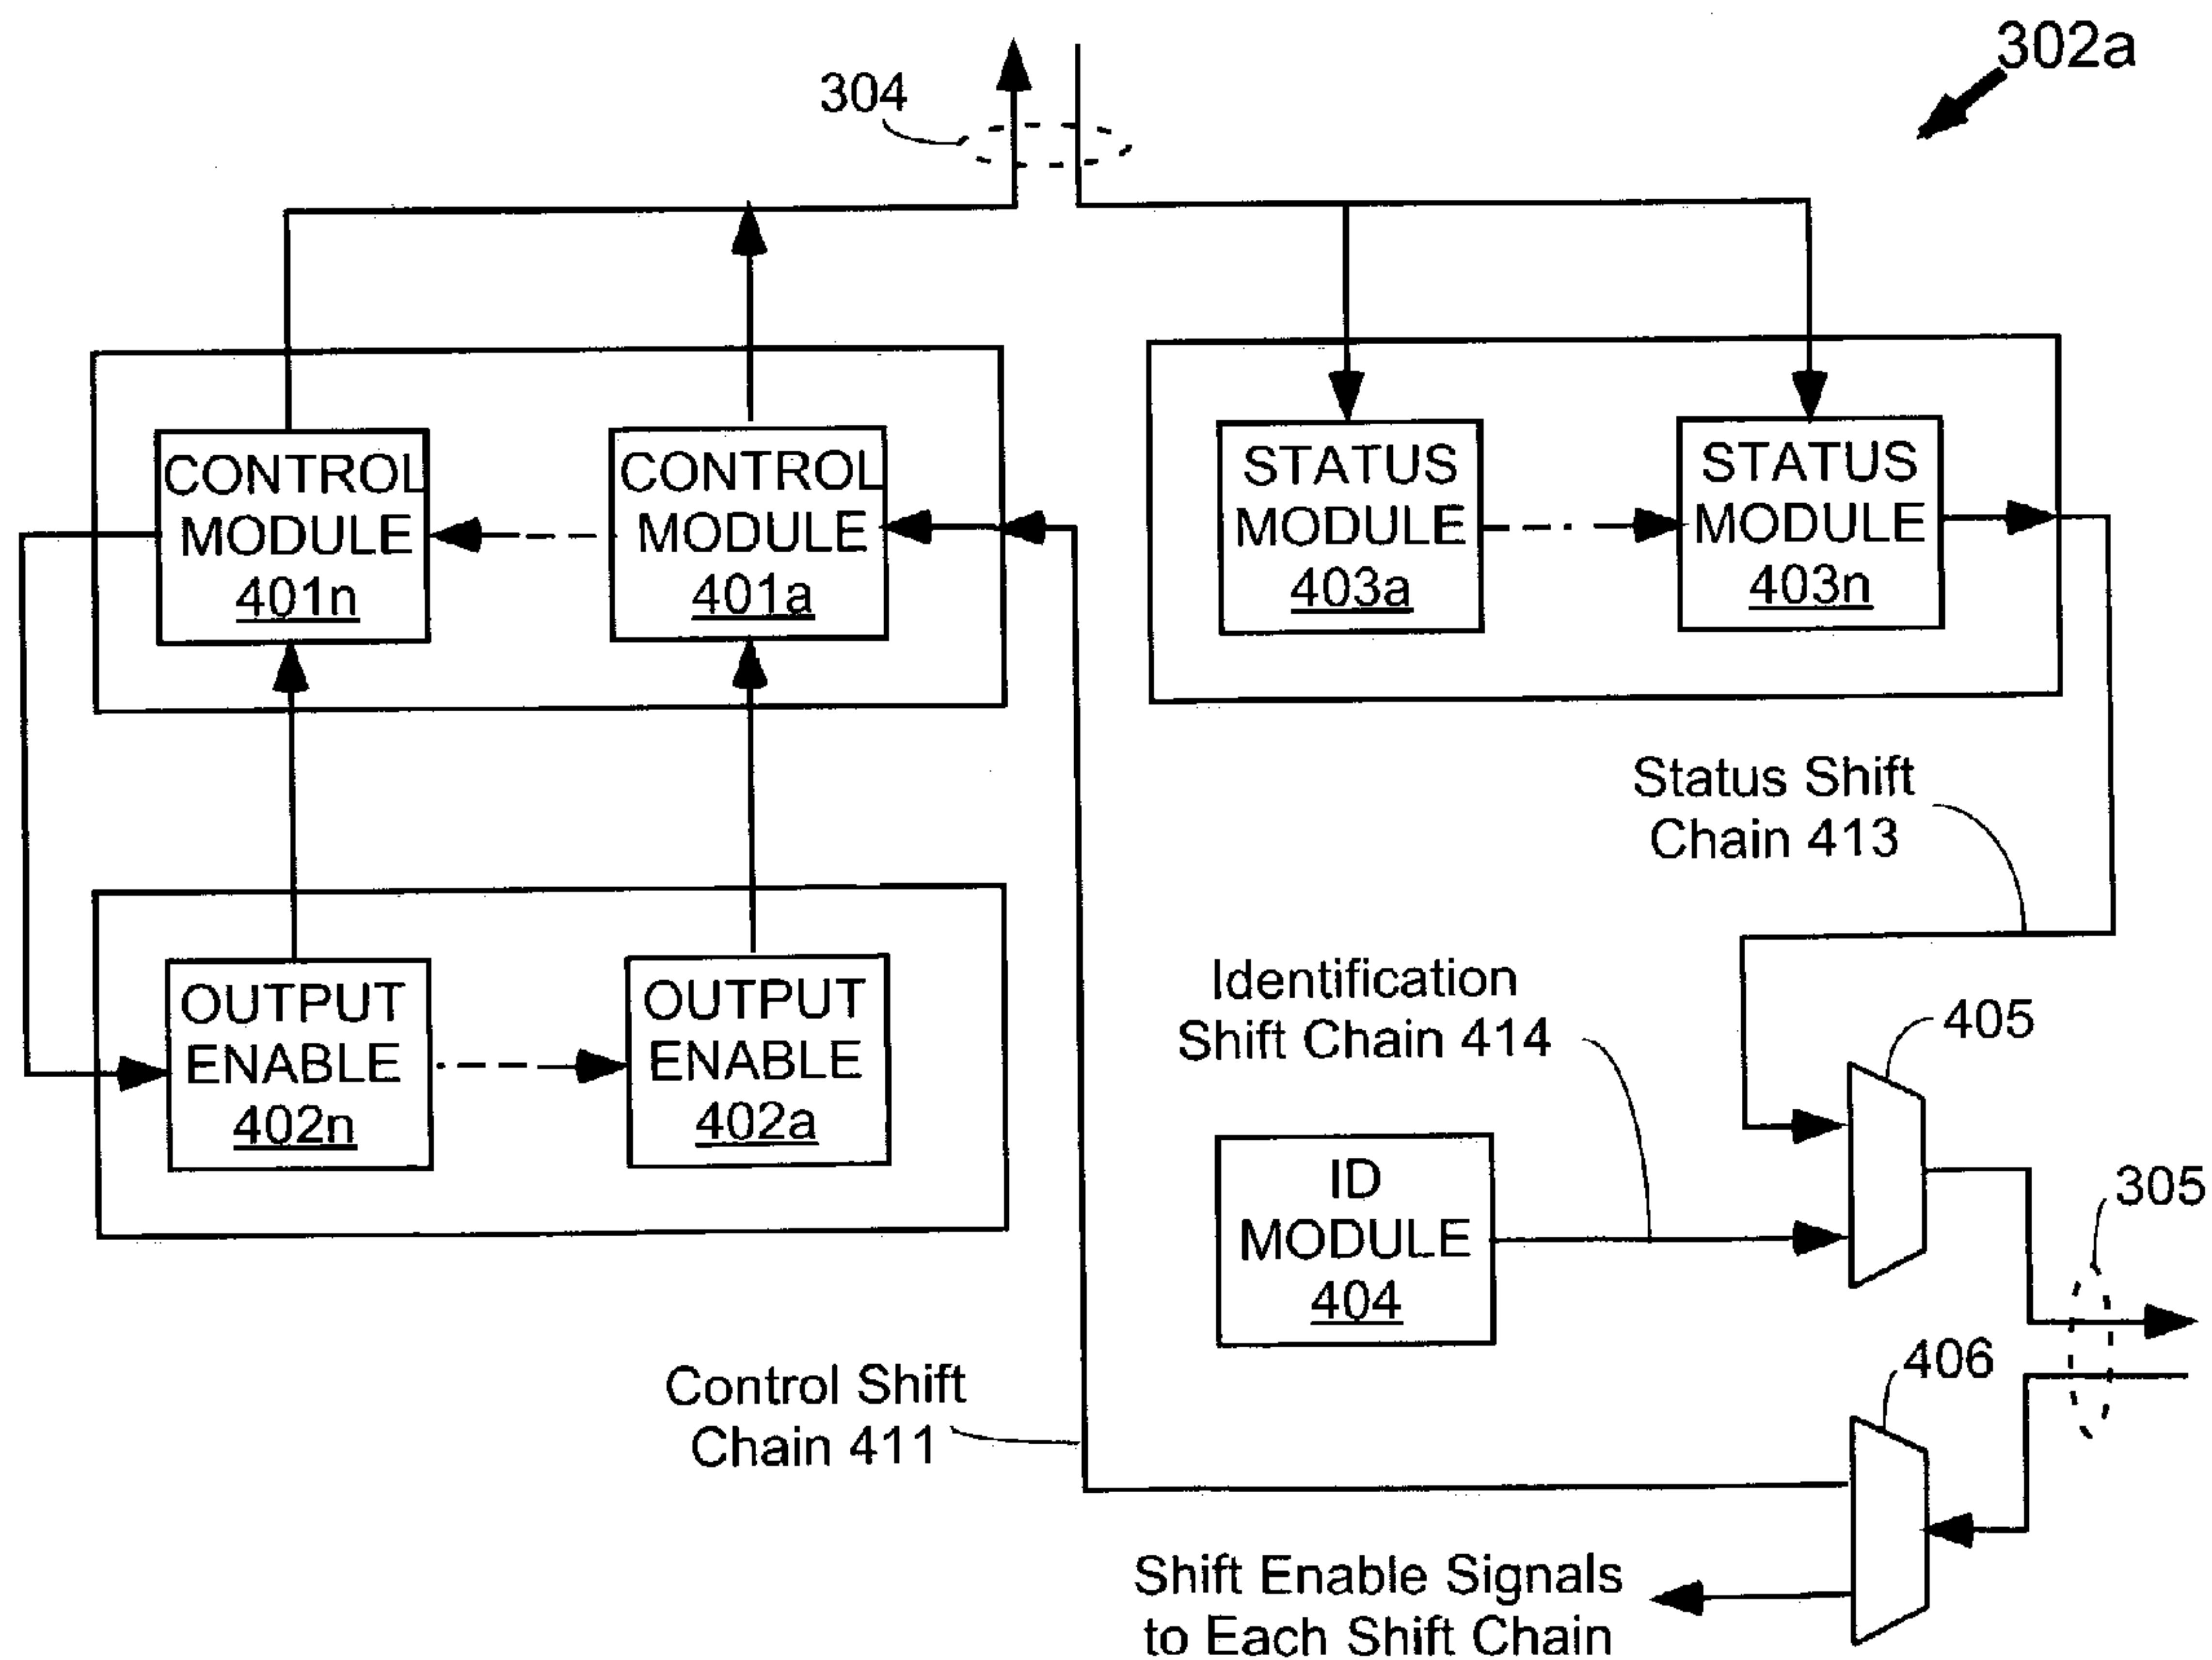 302a
304
CONTROL
MODULE
401n
CONTROL
MODULE
401a
STATUS
MODULE
403a
STATUS
MODULE
403n
Status Shift
Chain 413
OUTPUT
ENABLE
402n
OUTPUT
ENABLE
402a
Identification
Shift Chain 414
405
ID
MODULE
404
305
Control Shift
Chain 411
406
Shift Enable Signals
to Each Shift Chain